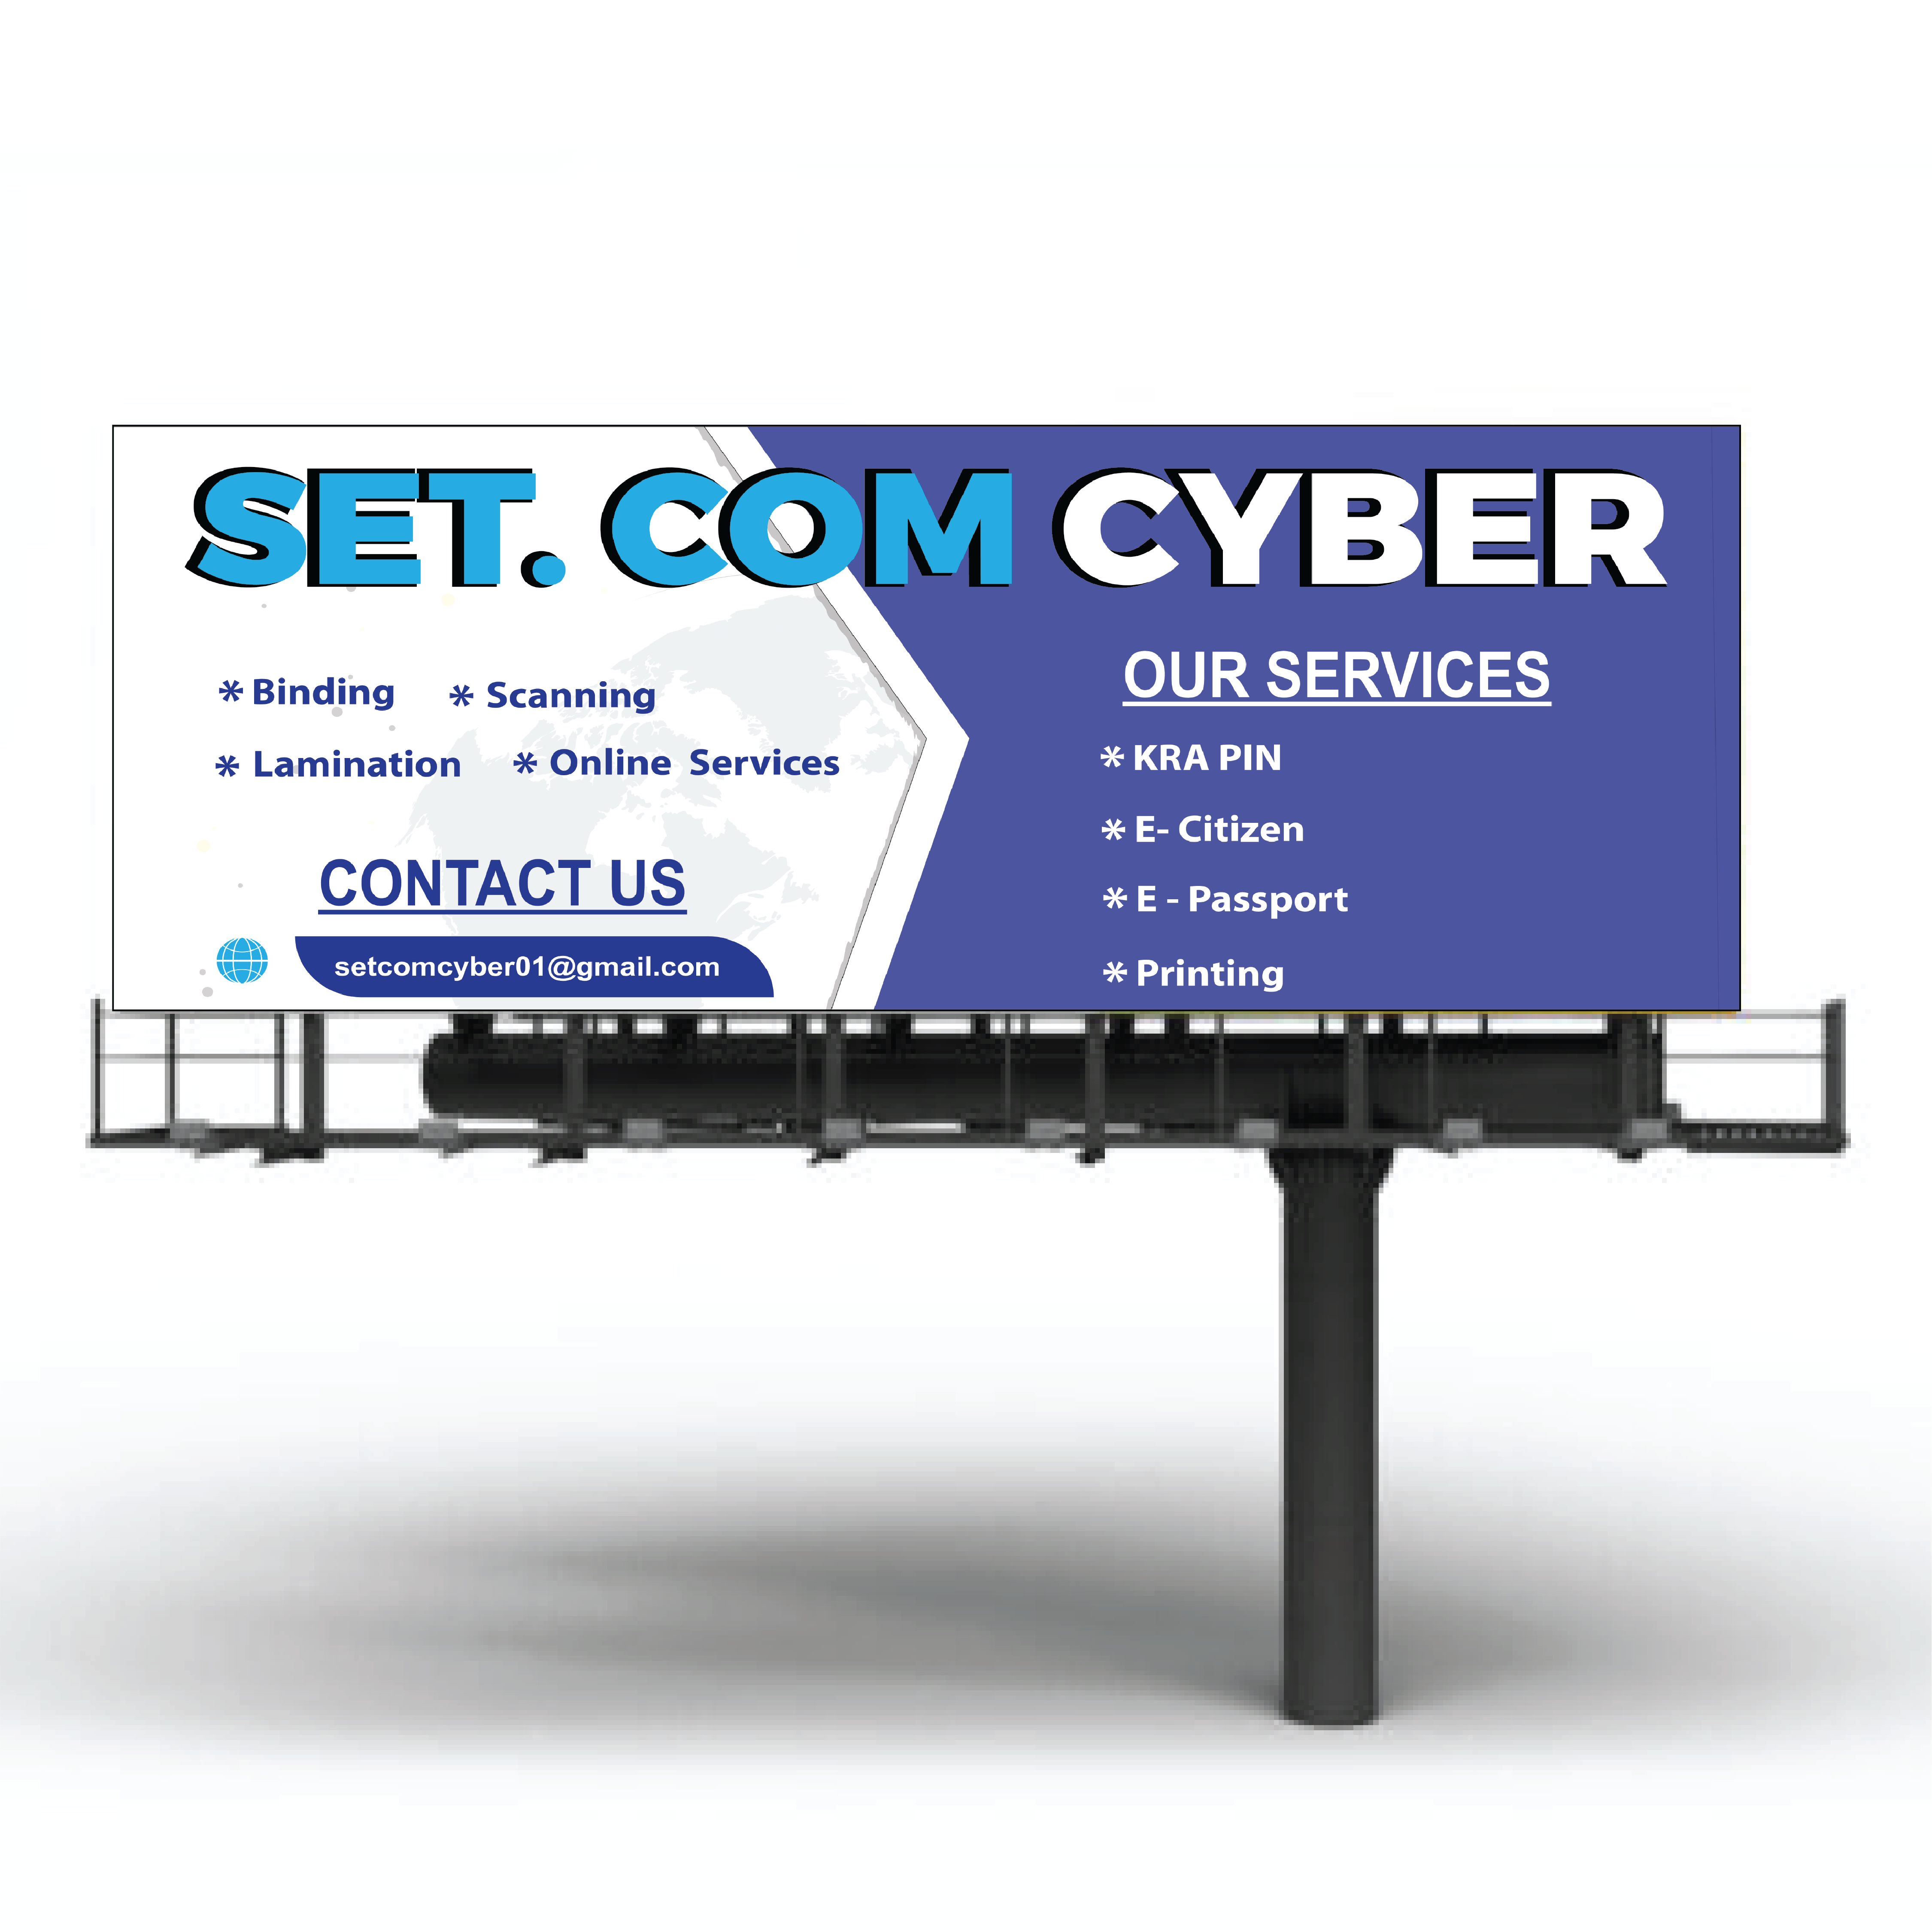 SET. COM CYBER
* Binding * Scanning
* Lamination * Online Services
CONTACT US
setcomcyber01@gmail.com
OUR SERVICES
* KRA PIN
* E- Citizen
* E - Passport
* Printing